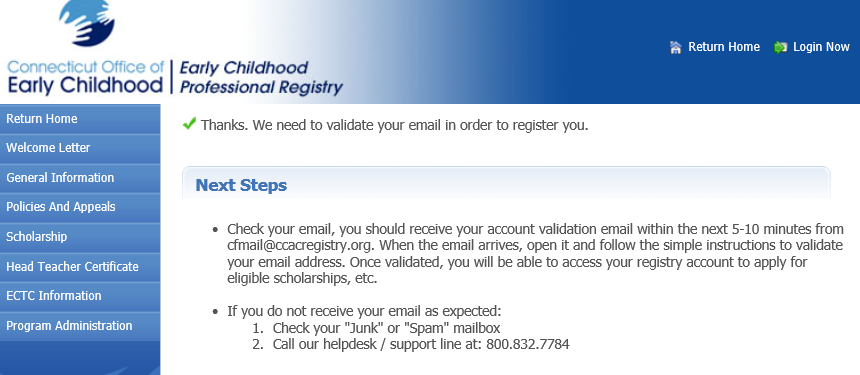 Return Home
Login Now
Connecticut Office of
Early Childhood
Early Childhood
Professional Registry
Return Home
Welcome Letter
General Information
Policies And Appeals
Scholarship
Head Teacher Certificate
ECTC Information
Program Administration
Thanks. We need to validate your email in order to register you.
Next Steps
• Check your email, you should receive your account validation email within the next 5-10 minutes from
cfmail@ccacregistry.org. When the email arrives, open it and follow the simple instructions to validate
your email address. Once validated, you will be able to access your registry account to apply for
eligible scholarships, etc.
• If you do not receive your email as expected:
1. Check your "Junk" or "Spam" mailbox
2. Call our helpdesk / support line at: 800.832.7784